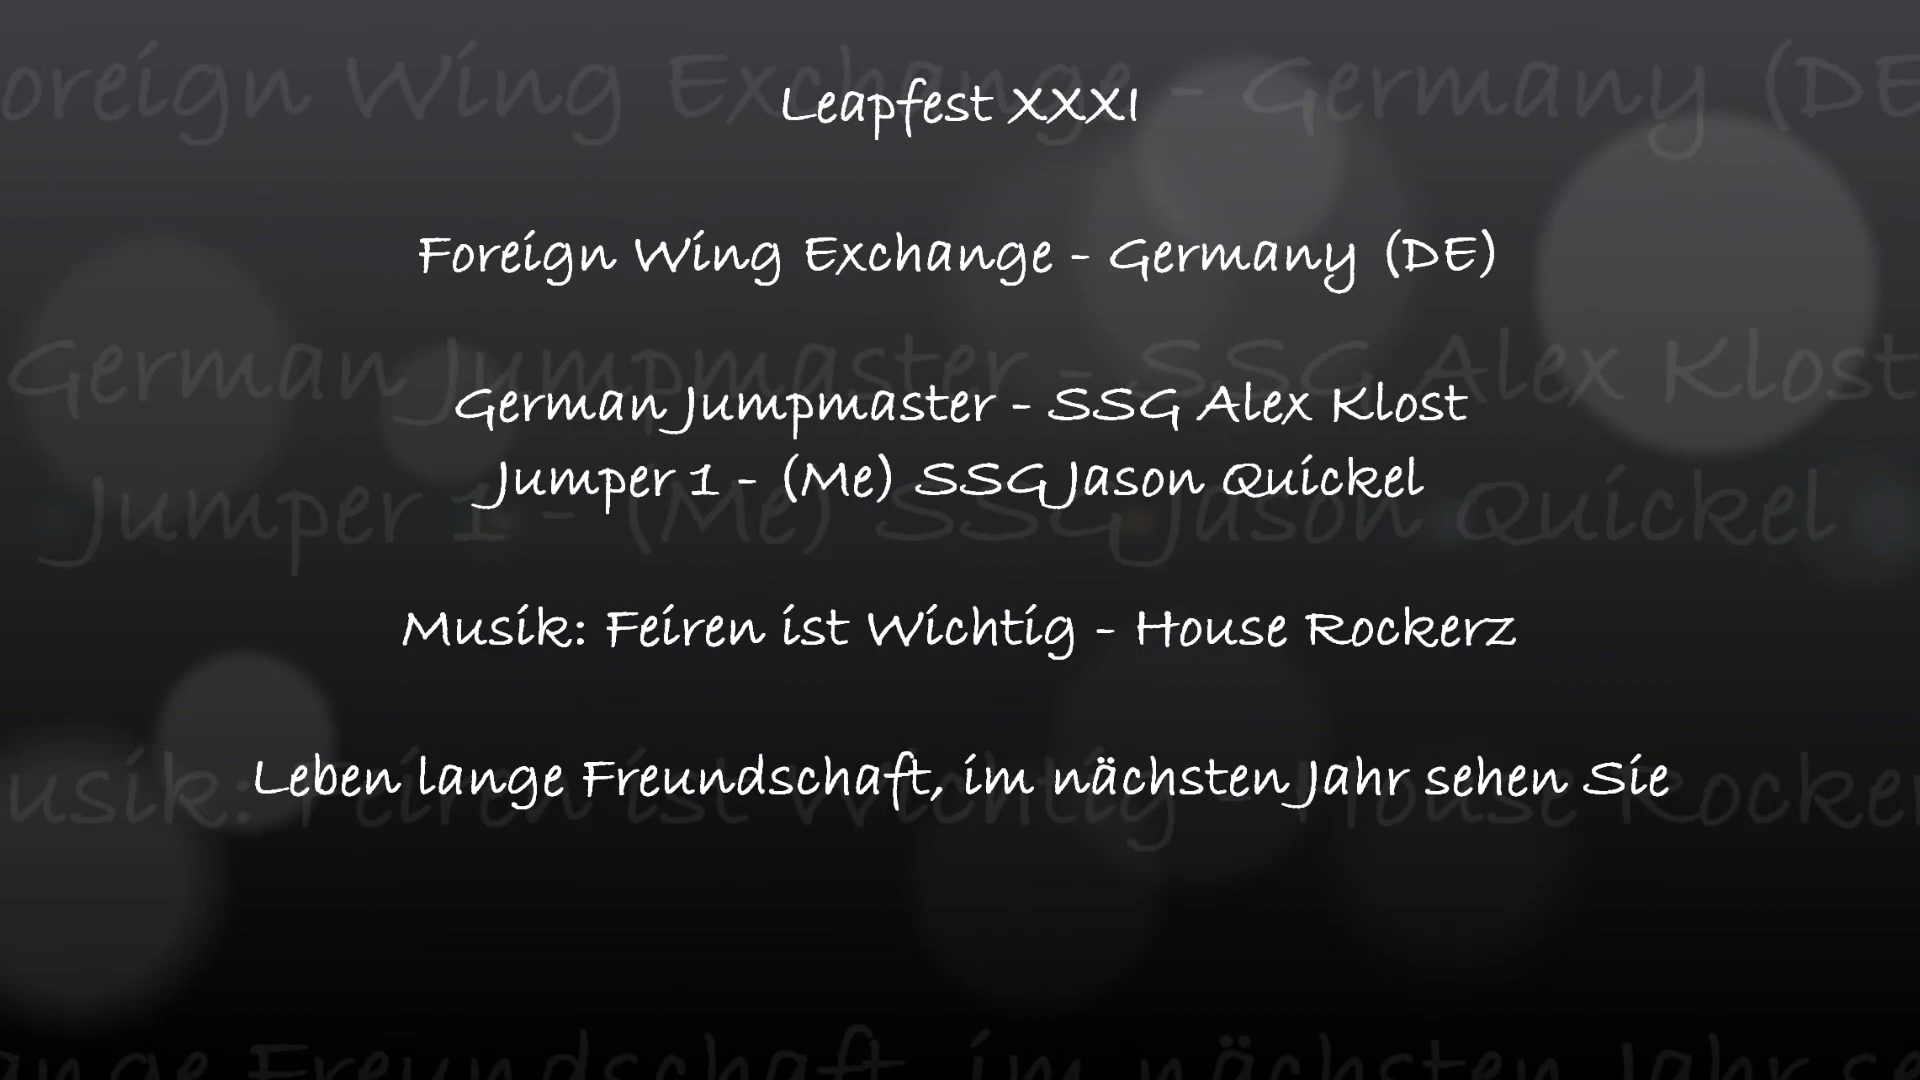 Leapfest XXXI
Foreign Wing Exchange - Germany (DE)
German Jumpmaster - SSG Alex Klost
Jumper 1 - (Me) SSG Jason Quickel
Musik: Feiren ist Wichtig - House Rockerz
Leben lange Freundschaft, im nächsten Jahr sehen Sie